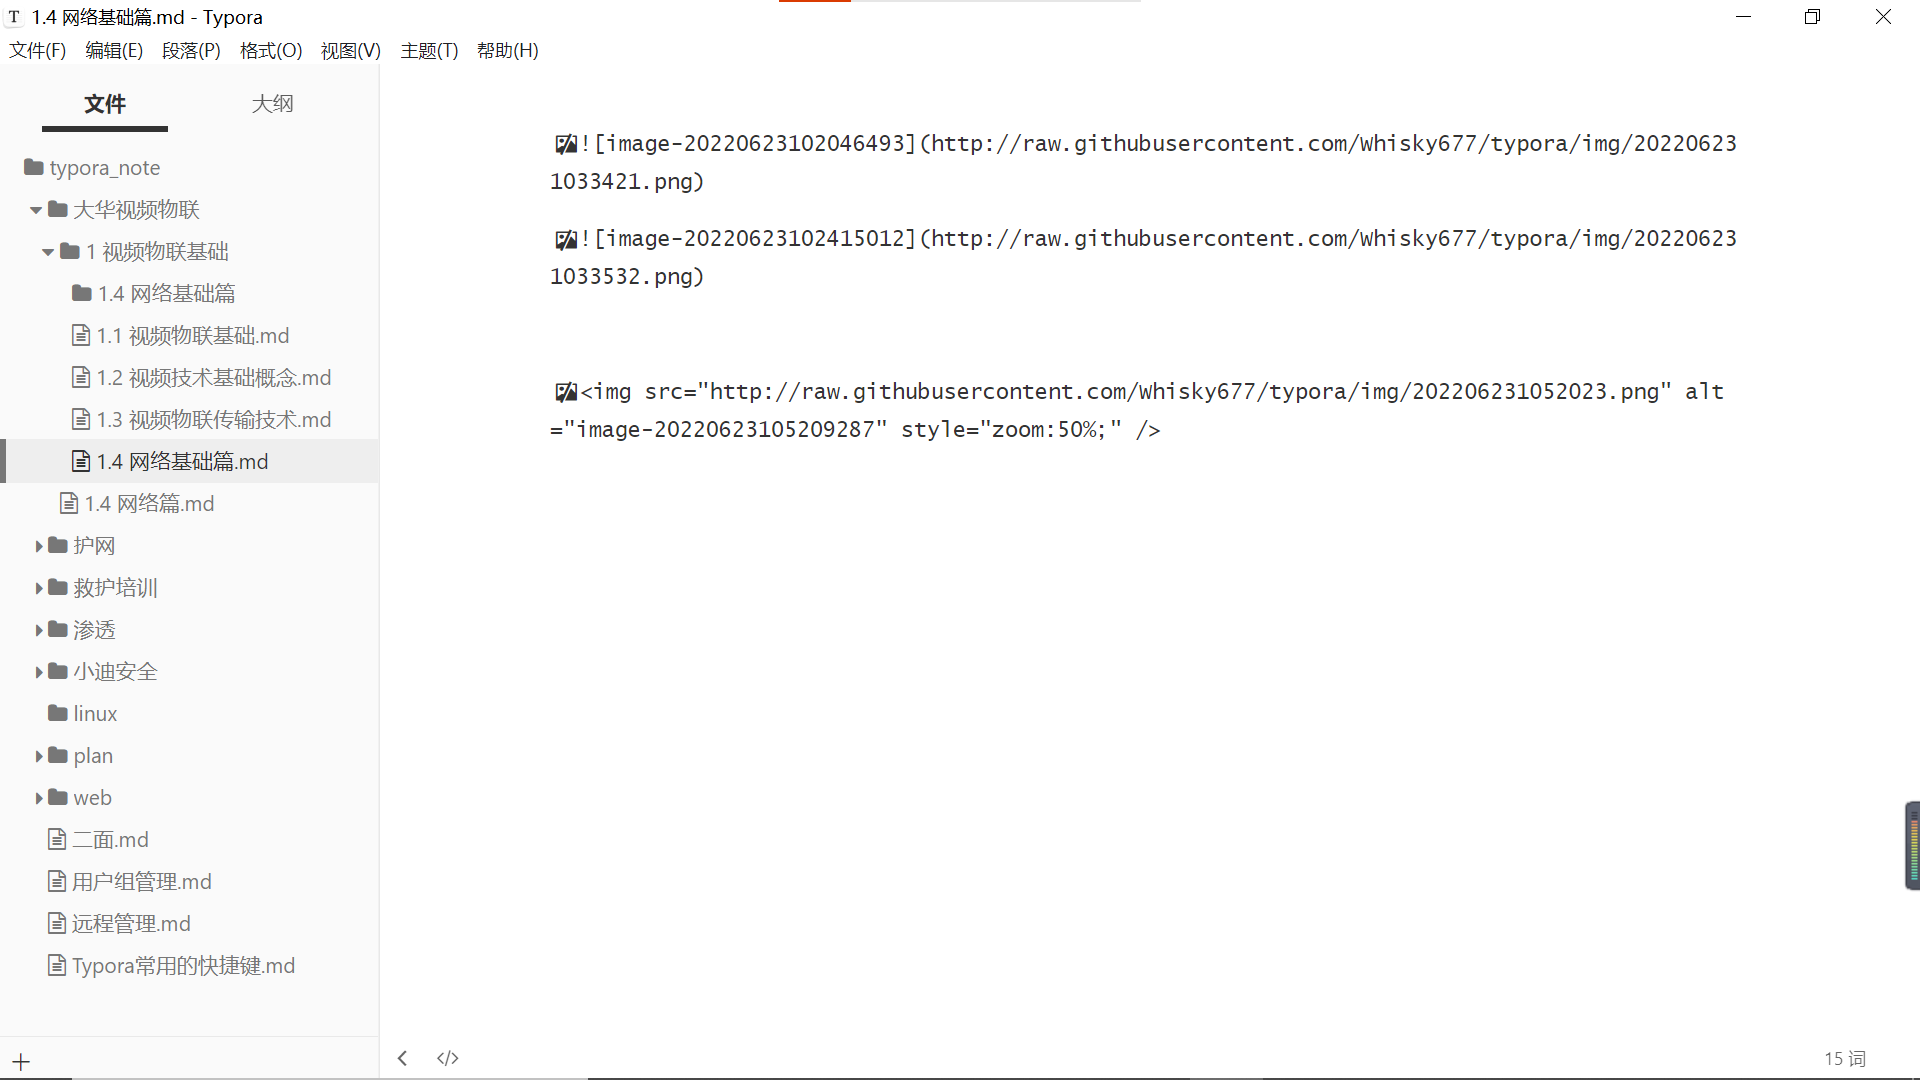 T 1.4 网络基础篇.md - Typora
文件(F) 编辑(E) 段落(P) 格式(O) 视图(V) 主题(T) 帮助(H)
文件 大纲
typora_note
大华视频物联
1 视频物联基础
1.4 网络基础篇
1.1 视频物联基础.md
1.2 视频技术基础概念.md
1.3 视频物联传输技术.md
1.4 网络基础篇.md
1.4 网络篇.md
护网
救护培训
渗透
小迪安全
linux
plan
web
二面.md
用户组管理.md
远程管理.md
Typora常用的快捷键.md
![image-20220623102046493](http://raw.githubusercontent.com/Whisky677/typora/img/20220623
1033421.png)
![image-20220623102415012](http://raw.githubusercontent.com/Whisky677/typora/img/20220623
1033532.png)
<img src="http://raw.githubusercontent.com/Whisky677/typora/img/202206231052023.png" alt
="image-20220623105209287" style="zoom:50%;" />
</>
15 词